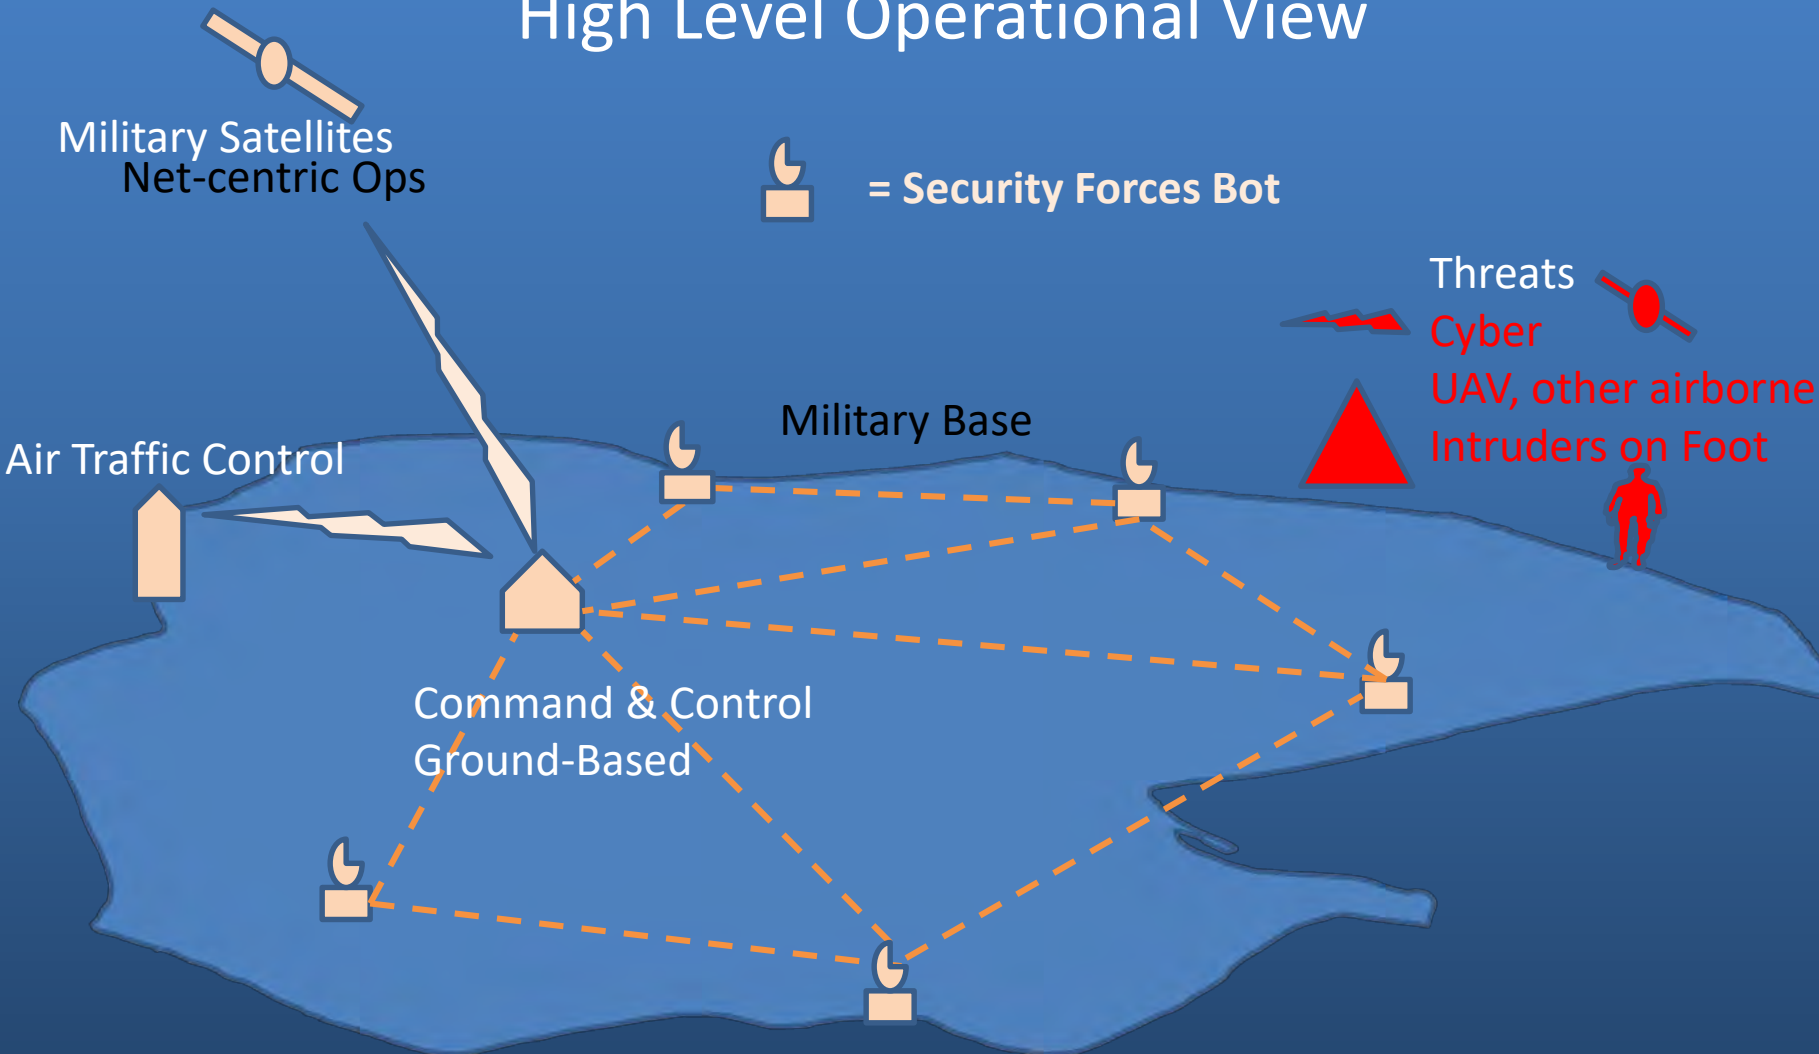 High Level Operational View
Military Satellites
Net-centric Ops
= Security Forces Bot
Threats
Cyber
UAV, other airborne
Intruders on Foot
Military Base
Air Traffic Control
Command & Control
Ground-Based